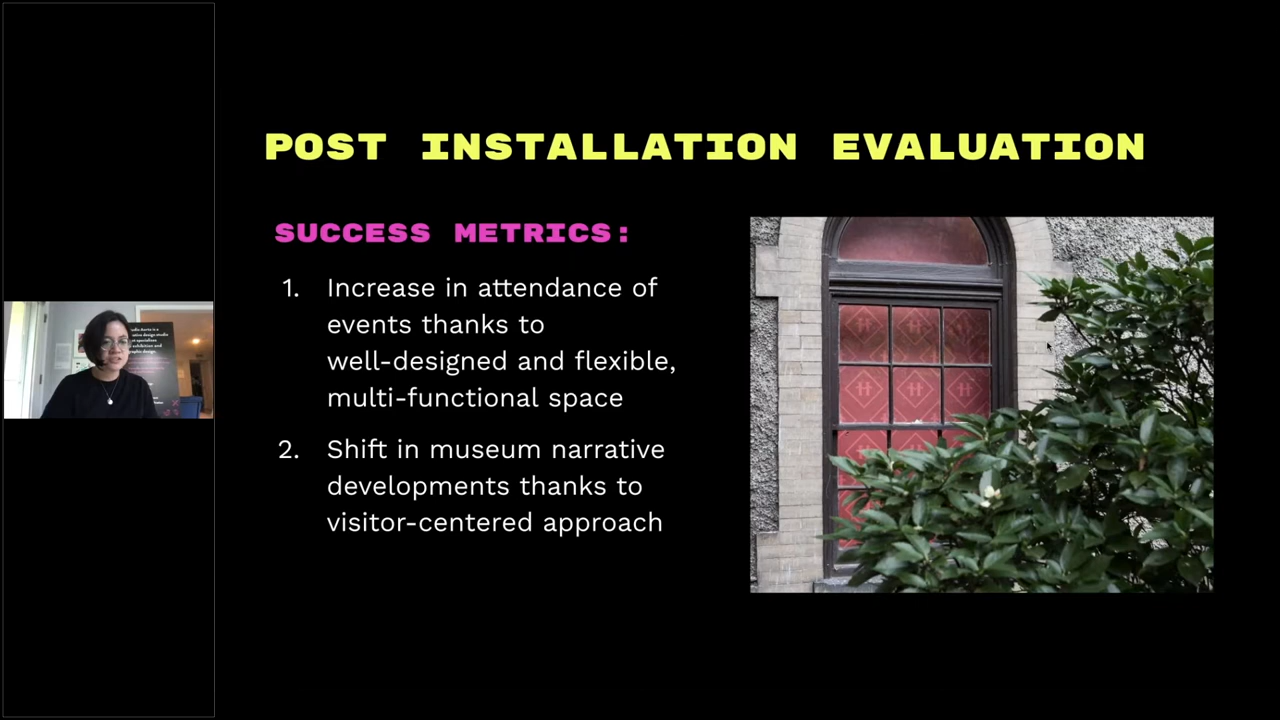 POST INSTALLATION EVALUATION
SUCCESS METRICS:
1. Increase in attendance of
events thanks to
well-designed and flexible,
multi-functional space
2. Shift in museum narrative
developments thanks to
visitor-centered approach